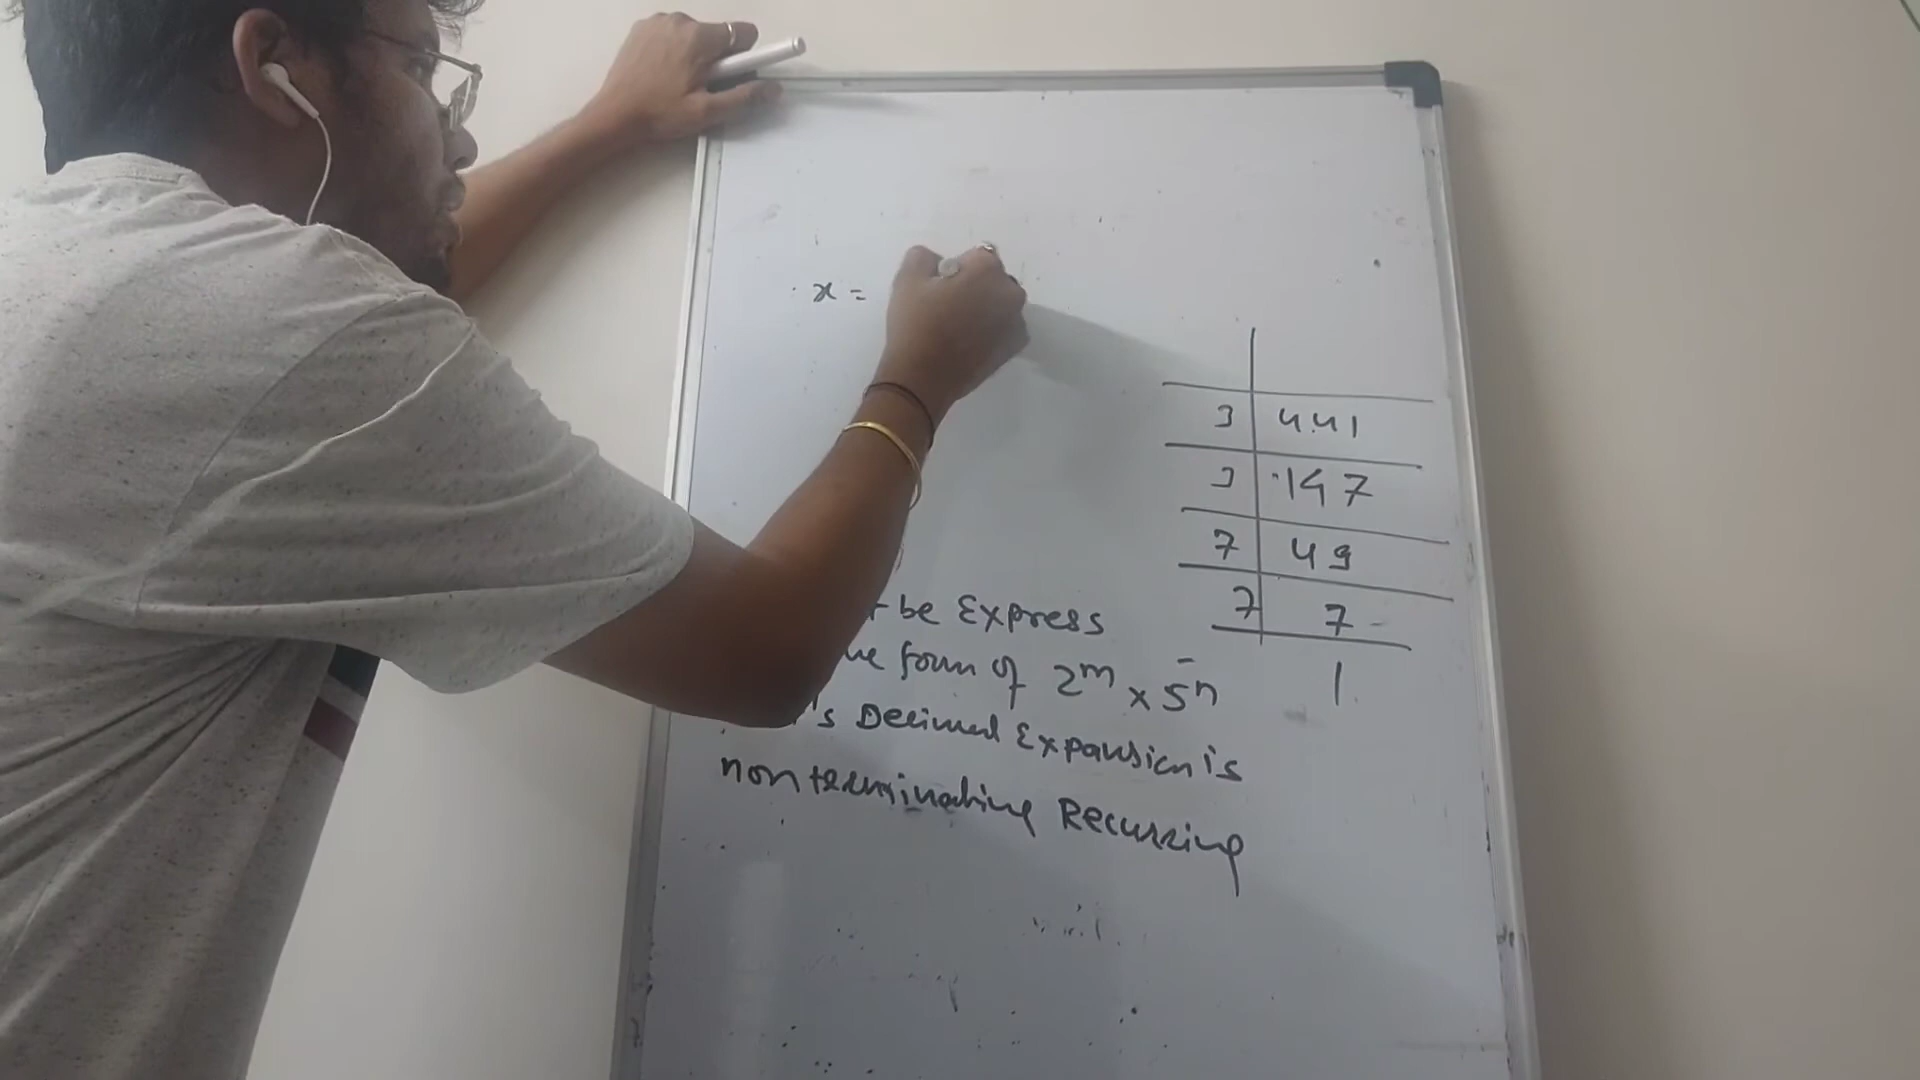 x =
3 | 441
3 | 147
7 | 49
7 | 7
1
be Express
form of 2ᵐ × 5ⁿ
's Decimal Expansion is
non terminating Recurring